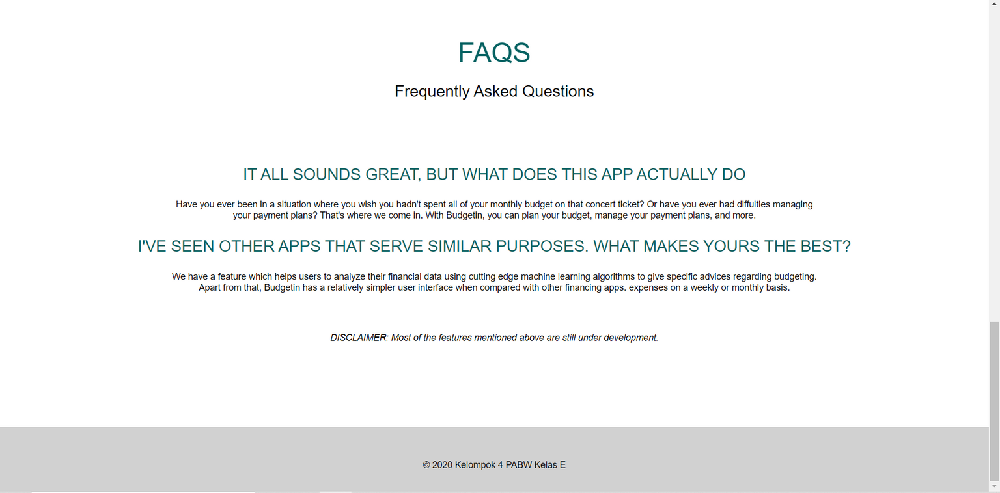 FAQS
Frequently Asked Questions
IT ALL SOUNDS GREAT, BUT WHAT DOES THIS APP ACTUALLY DO
Have you ever been in a situation where you wish you hadn't spent all of your monthly budget on that concert ticket? Or have you ever had diffulties managing
your payment plans? That's where we come in. With Budgetin, you can plan your budget, manage your payment plans, and more.
I'VE SEEN OTHER APPS THAT SERVE SIMILAR PURPOSES. WHAT MAKES YOURS THE BEST?
We have a feature which helps users to analyze their financial data using cutting edge machine learning algorithms to give specific advices regarding budgeting.
Apart from that, Budgetin has a relatively simpler user interface when compared with other financing apps. expenses on a weekly or monthly basis.
DISCLAIMER: Most of the features mentioned above are still under development.
© 2020 Kelompok 4 PABW Kelas E